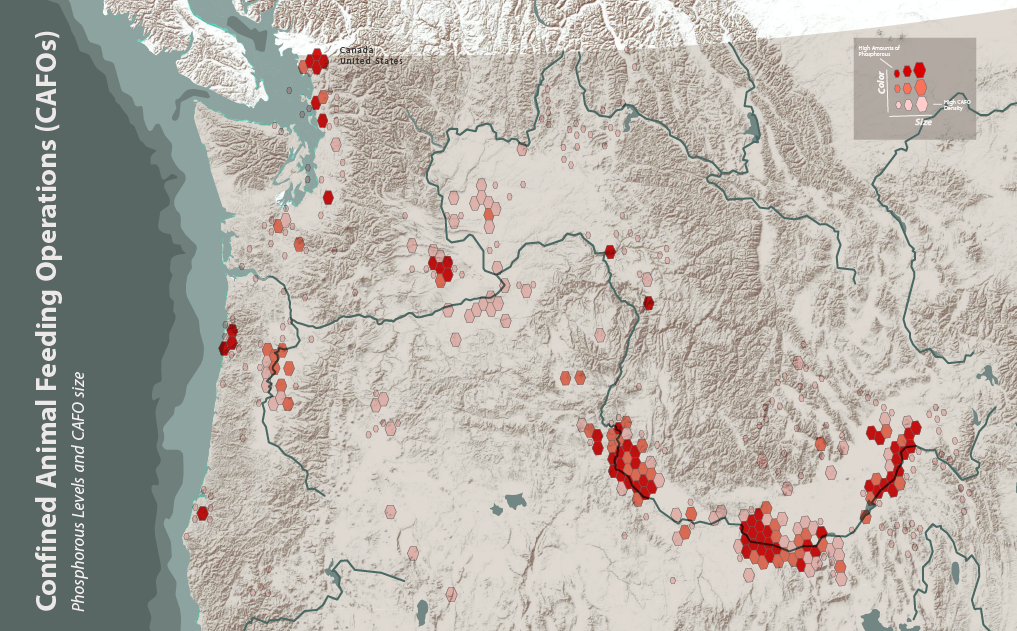 Confined Animal Feeding Operations (CAFOs)
Phosphorous Levels and CAFO size
Canada
United States
High Amounts of
Phosphorous
Color
High CAFO
Density
Size